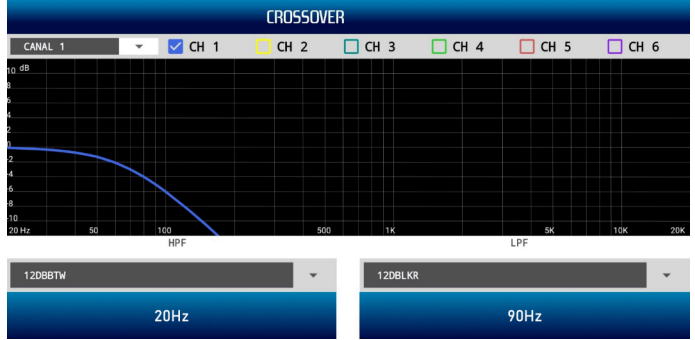 CROSSOVER
CANAL 1 CH 1 CH 2 CH 3 CH 4 CH 5 CH 6
10 dB
8
6
4
2
0
-2
-4
-6
-8
-10
20 Hz 50 100 500 1K 5K 10K 20K
HPF LPF
12DBBTW 12DBLKR
20Hz 90Hz